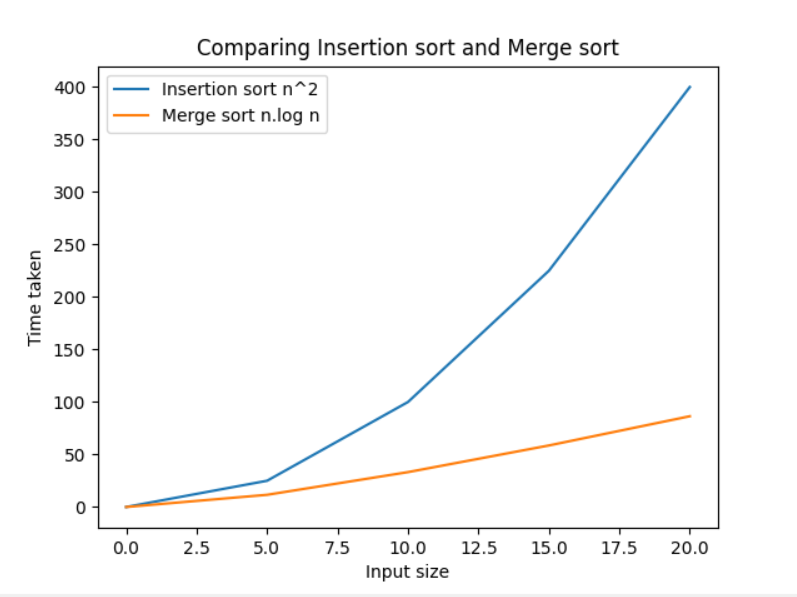 Comparing Insertion sort and Merge sort
Insertion sort n^2
Merge sort n.log n
400
350
300
250
200
150
100
50
0
Time taken
0.0 2.5 5.0 7.5 10.0 12.5 15.0 17.5 20.0
Input size